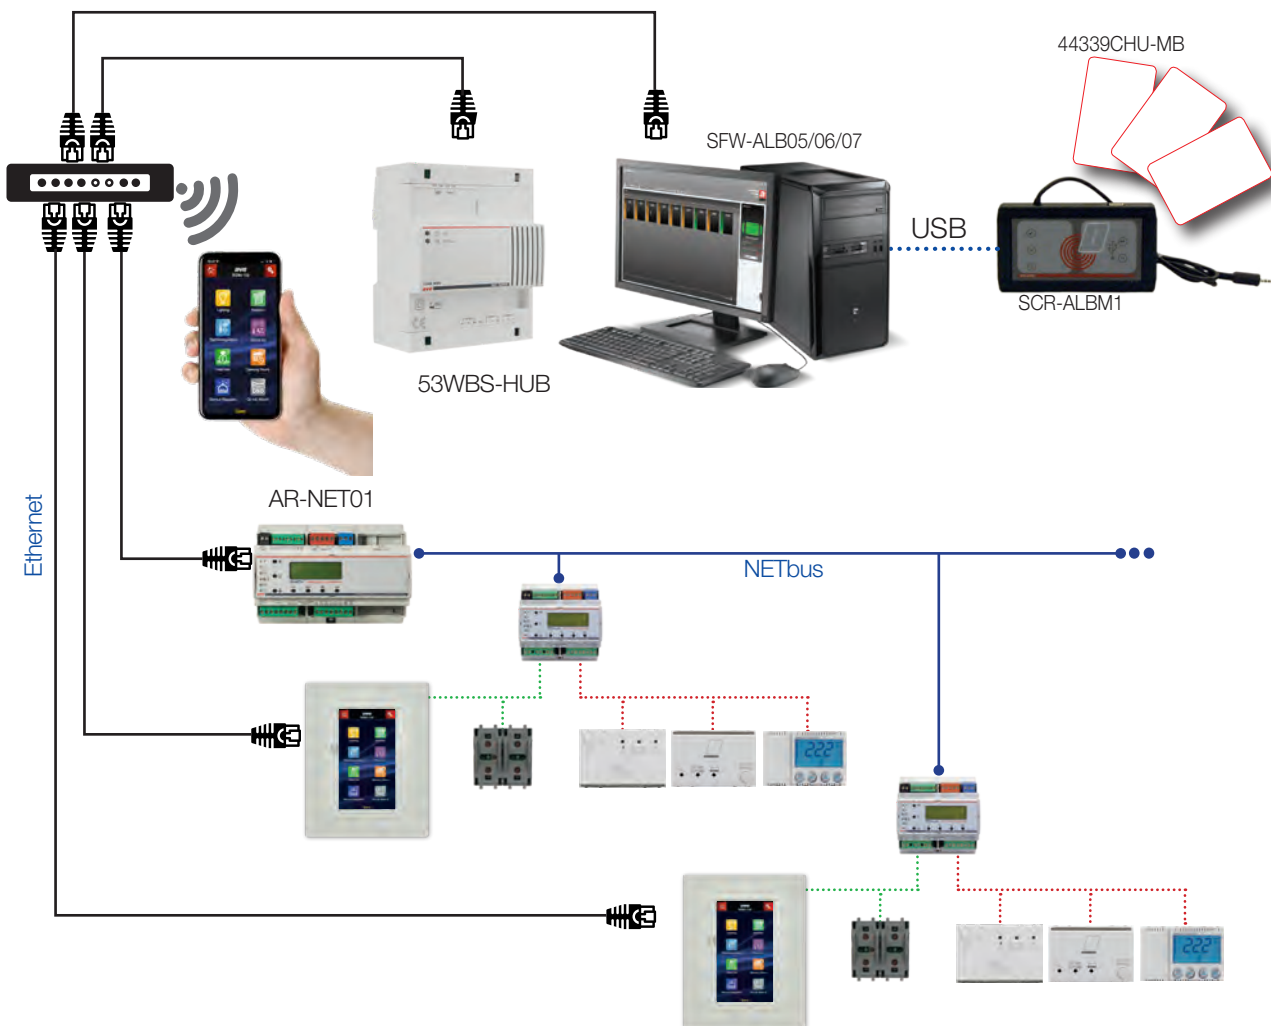 44339CHU-MB
SFW-ALB05/06/07
USB
SCR-ALBM1
53WBS-HUB
AR-NET01
Ethernet
NETbus